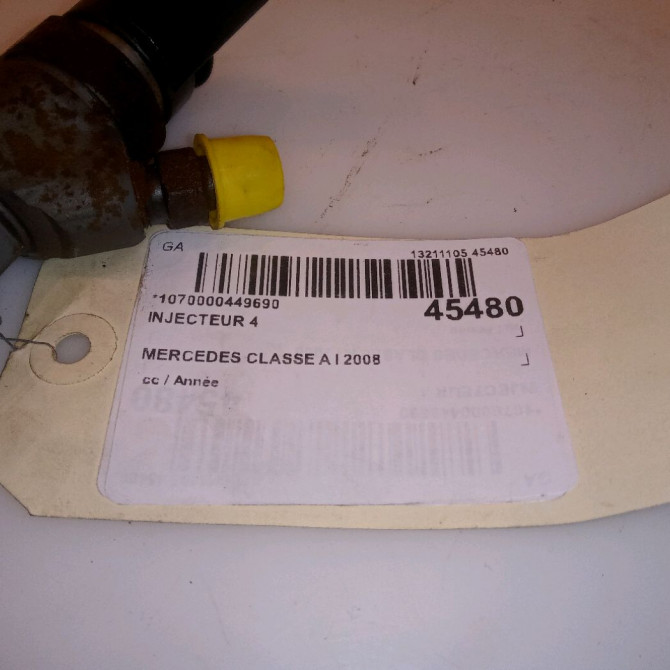 GA
13211105 45480
*1070000449690
45480
INJECTEUR 4
MERCEDES CLASSE A I 2008
cc / Année